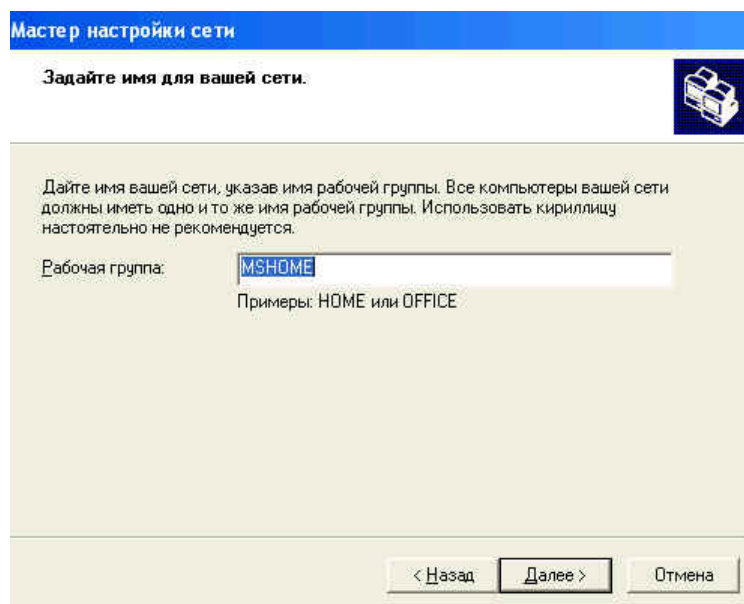 Мастер настройки сети
Задайте имя для вашей сети.
Дайте имя вашей сети, указав имя рабочей группы. Все компьютеры вашей сети
должны иметь одно и то же имя рабочей группы. Использовать кириллицу
настоятельно не рекомендуется.
Рабочая группа: MSHOME
Примеры: HOME или OFFICE
< Назад Далее > Отмена